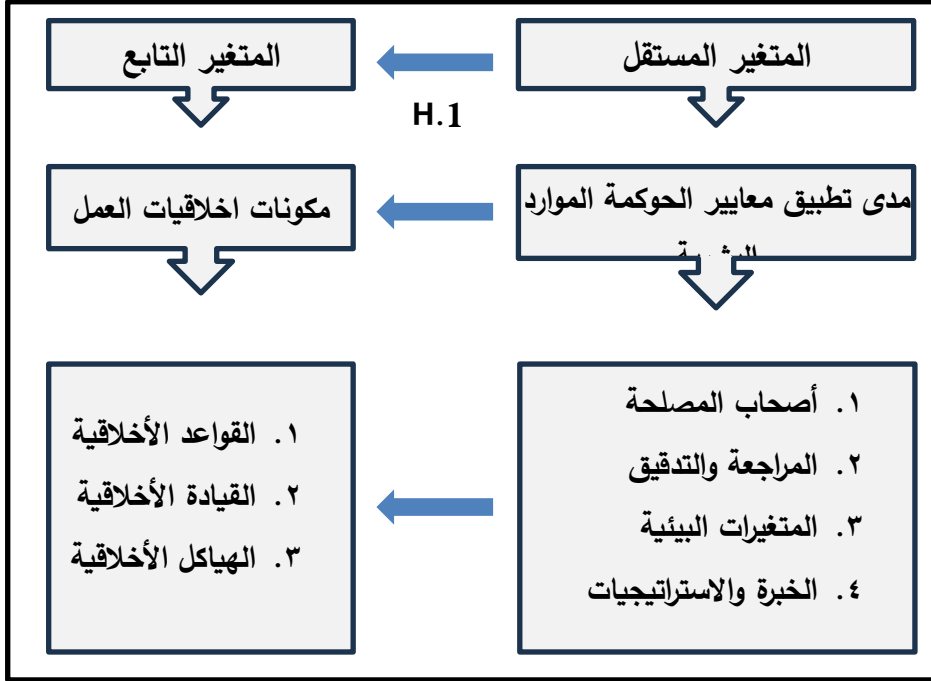 المتغير المستقل
المتغير التابع
H.1
مدى تطبيق معايير الحوكمة الموارد
مكونات اخلاقيات العمل
١. أصحاب المصلحة
٢. المراجعة والتدقيق
٣. المتغيرات البيئية
٤. الخبرة والاستراتيجيات
١. القواعد الأخلاقية
٢. القيادة الأخلاقية
٣. الهياكل الأخلاقية